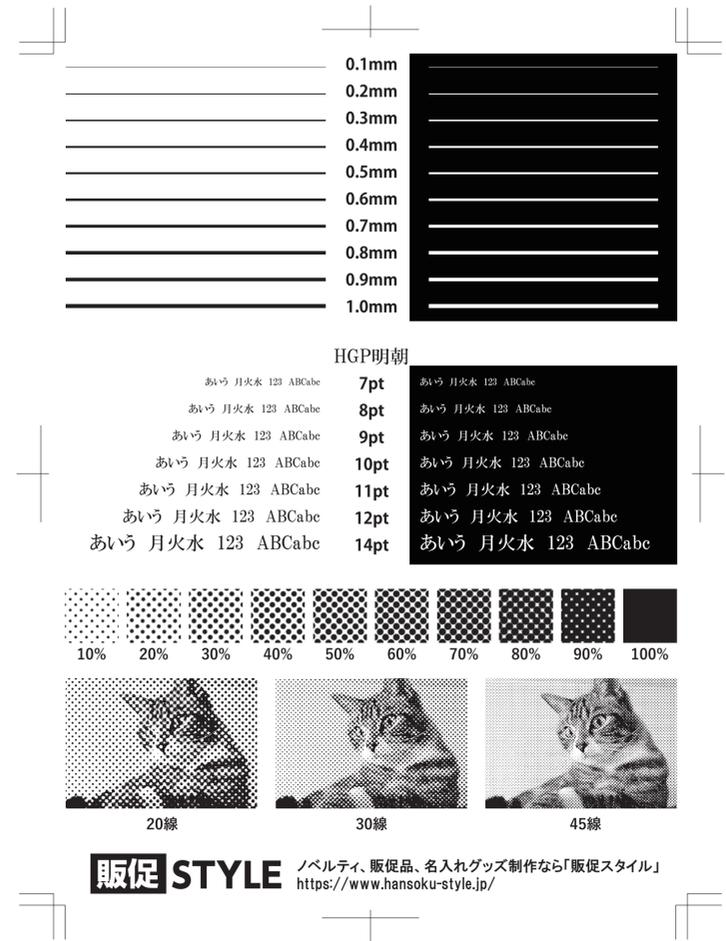 0.1mm
0.2mm
0.3mm
0.4mm
0.5mm
0.6mm
0.7mm
0.8mm
0.9mm
1.0mm
HGP明朝
あいう 月火水 123 ABCabc 7pt あいう 月火水 123 ABCabc
あいう 月火水 123 ABCabc 8pt あいう 月火水 123 ABCabc
あいう 月火水 123 ABCabc 9pt あいう 月火水 123 ABCabc
あいう 月火水 123 ABCabc 10pt あいう 月火水 123 ABCabc
あいう 月火水 123 ABCabc 11pt あいう 月火水 123 ABCabc
あいう 月火水 123 ABCabc 12pt あいう 月火水 123 ABCabc
あいう 月火水 123 ABCabc 14pt あいう 月火水 123 ABCabc
10% 20% 30% 40% 50% 60% 70% 80% 90% 100%
20線 30線 45線
販促 STYLE
ノベルティ、販促品、名入れグッズ制作なら「販促スタイル」
https://www.hansoku-style.jp/